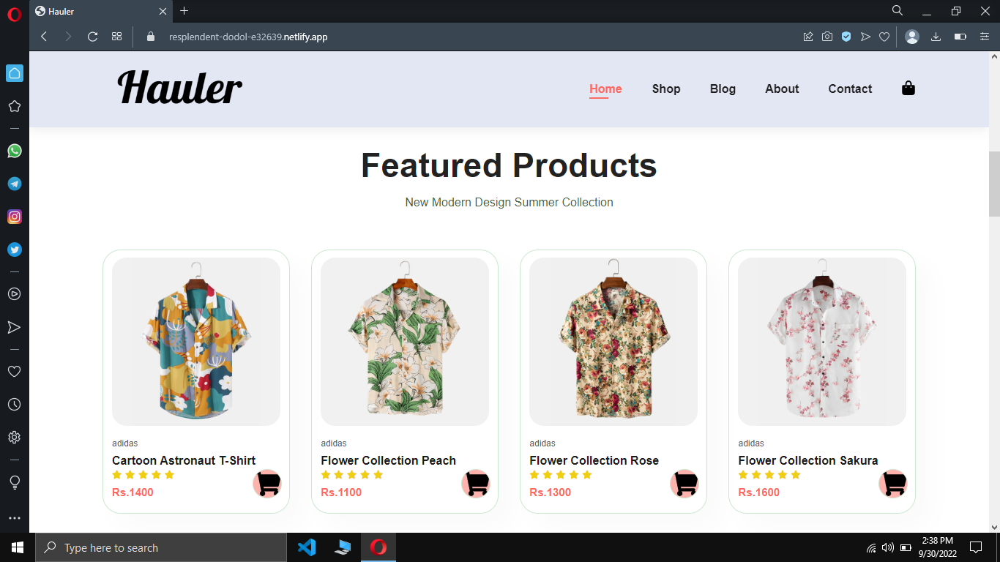 Hauler
resplendent-dodol-e32639.netlify.app
Hauler
Home Shop Blog About Contact
Featured Products
New Modern Design Summer Collection
adidas
Cartoon Astronaut T-Shirt
Rs.1400
adidas
Flower Collection Peach
Rs.1100
adidas
Flower Collection Rose
Rs.1300
adidas
Flower Collection Sakura
Rs.1600
Type here to search
2:38 PM
9/30/2022